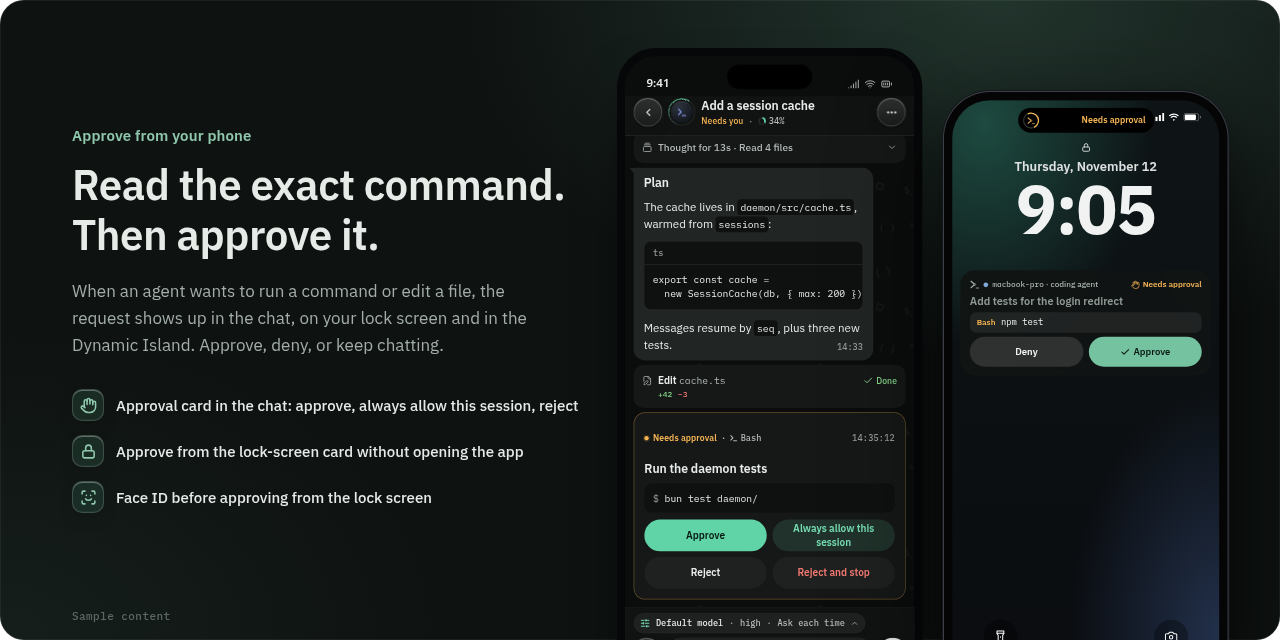 Approve from your phone
Read the exact command.
Then approve it.
When an agent wants to run a command or edit a file, the
request shows up in the chat, on your lock screen and in the
Dynamic Island. Approve, deny, or keep chatting.
Approval card in the chat: approve, always allow this session, reject
Approve from the lock-screen card without opening the app
Face ID before approving from the lock screen
Sample content
9:41
Add a session cache
Needs you · 34%
Thought for 13s · Read 4 files
Plan
The cache lives in daemon/src/cache.ts,
warmed from sessions:
ts
export const cache =
new SessionCache(db, { max: 200 })
Messages resume by seq, plus three new
tests.
14:33
Edit cache.ts
Done
+42 −3
Needs approval · Bash
14:35:12
Run the daemon tests
$ bun test daemon/
Approve
Always allow this
session
Reject
Reject and stop
Default model · high · Ask each time
Needs approval
Thursday, November 12
9:05
macbook-pro · coding agent
Needs approval
Add tests for the login redirect
Bash npm test
Deny
Approve